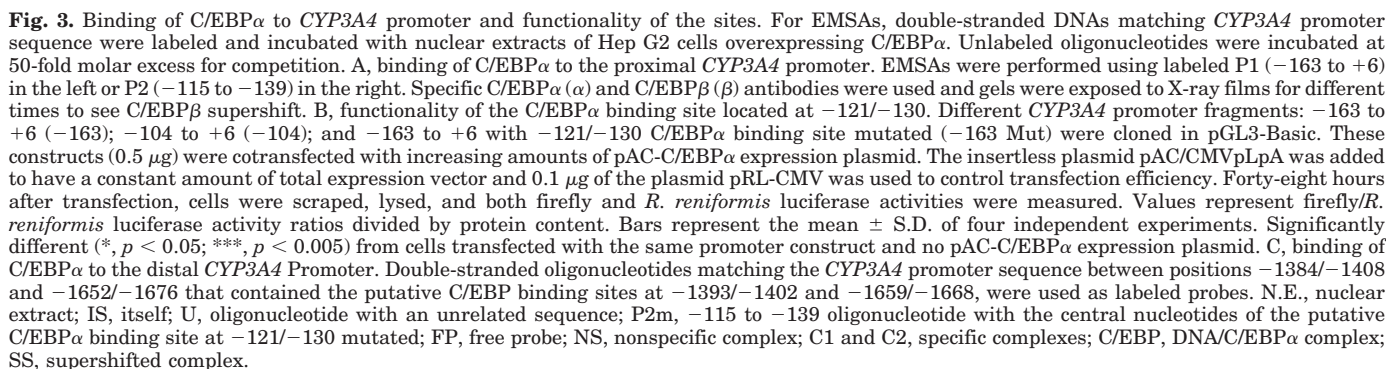 Fig. 3. Binding of C/EBPα to CYP3A4 promoter and functionality of the sites. For EMSAs, double-stranded DNAs matching CYP3A4 promoter
sequence were labeled and incubated with nuclear extracts of Hep G2 cells overexpressing C/EBPα. Unlabeled oligonucleotides were incubated at
50-fold molar excess for competition. A, binding of C/EBPα to the proximal CYP3A4 promoter. EMSAs were performed using labeled P1 (−163 to +6)
in the left or P2 (−115 to −139) in the right. Specific C/EBPα (α) and C/EBPβ (β) antibodies were used and gels were exposed to X-ray films for different
times to see C/EBPβ supershift. B, functionality of the C/EBPα binding site located at −121/−130. Different CYP3A4 promoter fragments: −163 to
+6 (−163); −104 to +6 (−104); and −163 to +6 with −121/−130 C/EBPα binding site mutated (−163 Mut) were cloned in pGL3-Basic. These
constructs (0.5 μg) were cotransfected with increasing amounts of pAC-C/EBPα expression plasmid. The insertless plasmid pAC/CMVpLpA was added
to have a constant amount of total expression vector and 0.1 μg of the plasmid pRL-CMV was used to control transfection efficiency. Forty-eight hours
after transfection, cells were scraped, lysed, and both firefly and R. reniformis luciferase activities were measured. Values represent firefly/R.
reniformis luciferase activity ratios divided by protein content. Bars represent the mean ± S.D. of four independent experiments. Significantly
different (*, p < 0.05; ***, p < 0.005) from cells transfected with the same promoter construct and no pAC-C/EBPα expression plasmid. C, binding of
C/EBPα to the distal CYP3A4 Promoter. Double-stranded oligonucleotides matching the CYP3A4 promoter sequence between positions −1384/−1408
and −1652/−1676 that contained the putative C/EBP binding sites at −1393/−1402 and −1659/−1668, were used as labeled probes. N.E., nuclear
extract; IS, itself; U, oligonucleotide with an unrelated sequence; P2m, −115 to −139 oligonucleotide with the central nucleotides of the putative
C/EBPα binding site at −121/−130 mutated; FP, free probe; NS, nonspecific complex; C1 and C2, specific complexes; C/EBP, DNA/C/EBPα complex;
SS, supershifted complex.